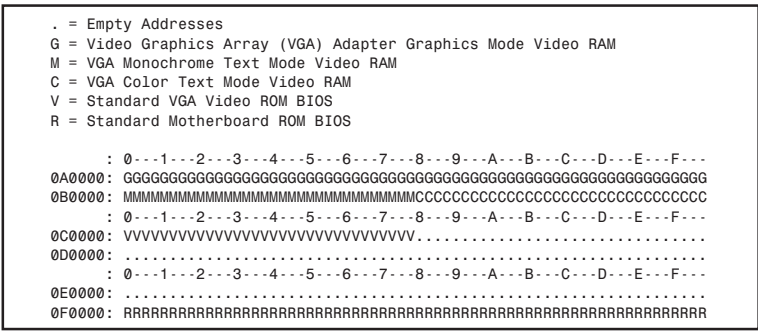 . = Empty Addresses
G = Video Graphics Array (VGA) Adapter Graphics Mode Video RAM
M = VGA Monochrome Text Mode Video RAM
C = VGA Color Text Mode Video RAM
V = Standard VGA Video ROM BIOS
R = Standard Motherboard ROM BIOS
: 0---1---2---3---4---5---6---7---8---9---A---B---C---D---E---F---
0A0000: GGGGGGGGGGGGGGGGGGGGGGGGGGGGGGGGGGGGGGGGGGGGGGGGGGGGGGGGGGGGGGGG
0B0000: MMMMMMMMMMMMMMMMMMMMMMMMMMMMMMMMCCCCCCCCCCCCCCCCCCCCCCCCCCCCCCCC
: 0---1---2---3---4---5---6---7---8---9---A---B---C---D---E---F---
0C0000: VVVVVVVVVVVVVVVVVVVVVVVVVVVVVVVV................................
0D0000: ................................................................
: 0---1---2---3---4---5---6---7---8---9---A---B---C---D---E---F---
0E0000: ................................................................
0F0000: RRRRRRRRRRRRRRRRRRRRRRRRRRRRRRRRRRRRRRRRRRRRRRRRRRRRRRRRRRRRRRRR